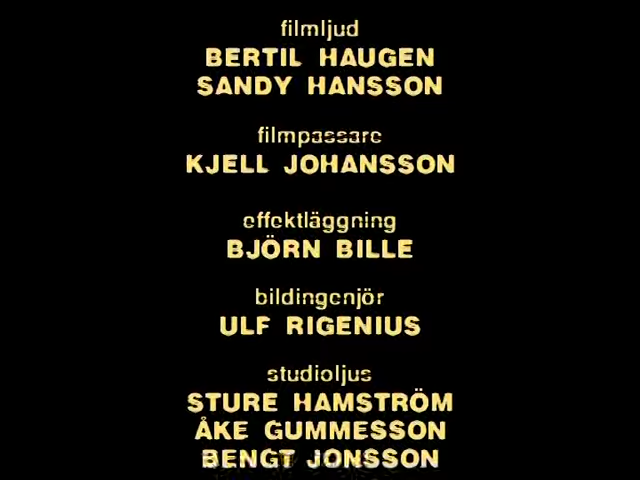 filmljud
BERTIL HAUGEN
SANDY HANSSON
filmpassare
KJELL JOHANSSON
effektläggning
BJÖRN BILLE
bildingenjör
ULF RIGENIUS
studioljus
STURE HAMSTRÖM
ÅKE GUMMESSON
BENGT JONSSON